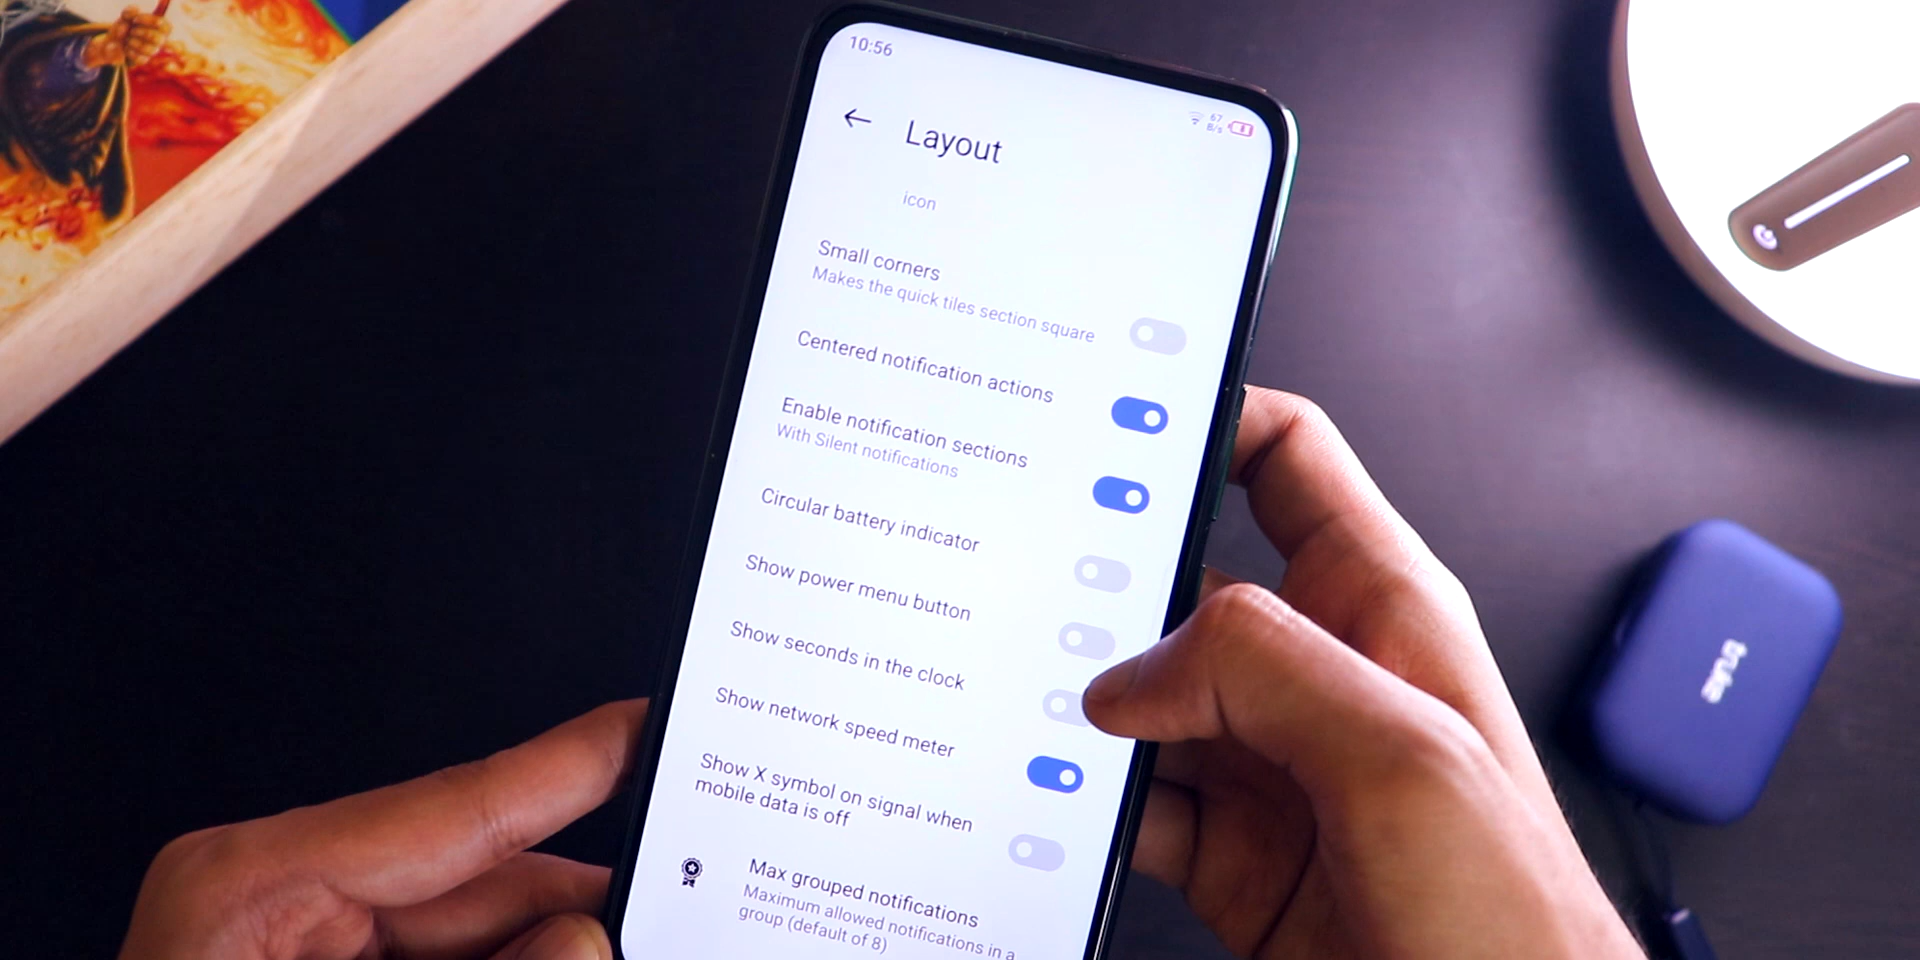 10:56
67
B/s
Layout
icon
Small corners
Makes the quick tiles section square
Centered notification actions
Enable notification sections
With Silent notifications
Circular battery indicator
Show power menu button
Show seconds in the clock
Show network speed meter
Show X symbol on signal when
mobile data is off
Max grouped notifications
Maximum allowed notifications in a
group (default of 8)
truke